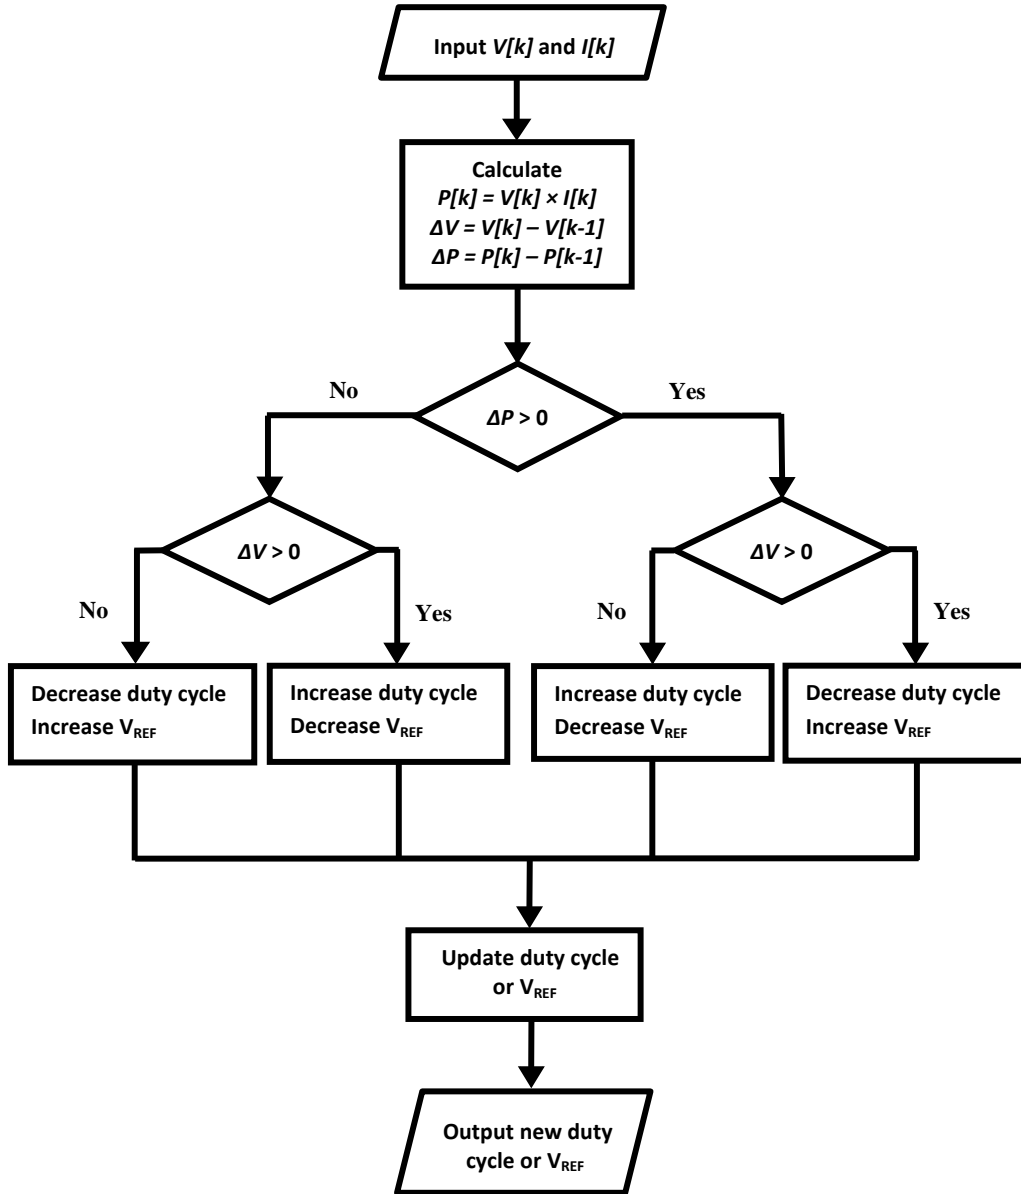 Input V[k] and I[k]
Calculate
P[k] = V[k] × I[k]
ΔV = V[k] – V[k-1]
ΔP = P[k] – P[k-1]
No
Yes
ΔP > 0
ΔV > 0
ΔV > 0
No
Yes
No
Yes
Decrease duty cycle
Increase VREF
Increase duty cycle
Decrease VREF
Increase duty cycle
Decrease VREF
Decrease duty cycle
Increase VREF
Update duty cycle
or VREF
Output new duty
cycle or VREF